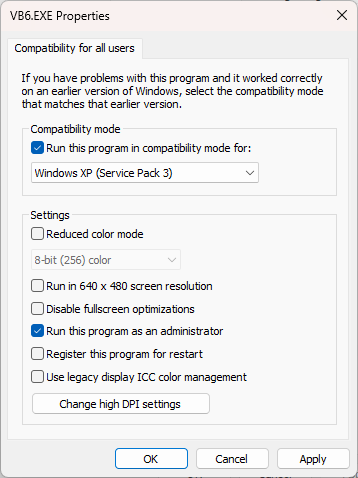 VB6.EXE Properties
Compatibility for all users
If you have problems with this program and it worked correctly
on an earlier version of Windows, select the compatibility mode
that matches that earlier version.
Compatibility mode
Run this program in compatibility mode for:
Windows XP (Service Pack 3)
Settings
Reduced color mode
8-bit (256) color
Run in 640 x 480 screen resolution
Disable fullscreen optimizations
Run this program as an administrator
Register this program for restart
Use legacy display ICC color management
Change high DPI settings
OK Cancel Apply